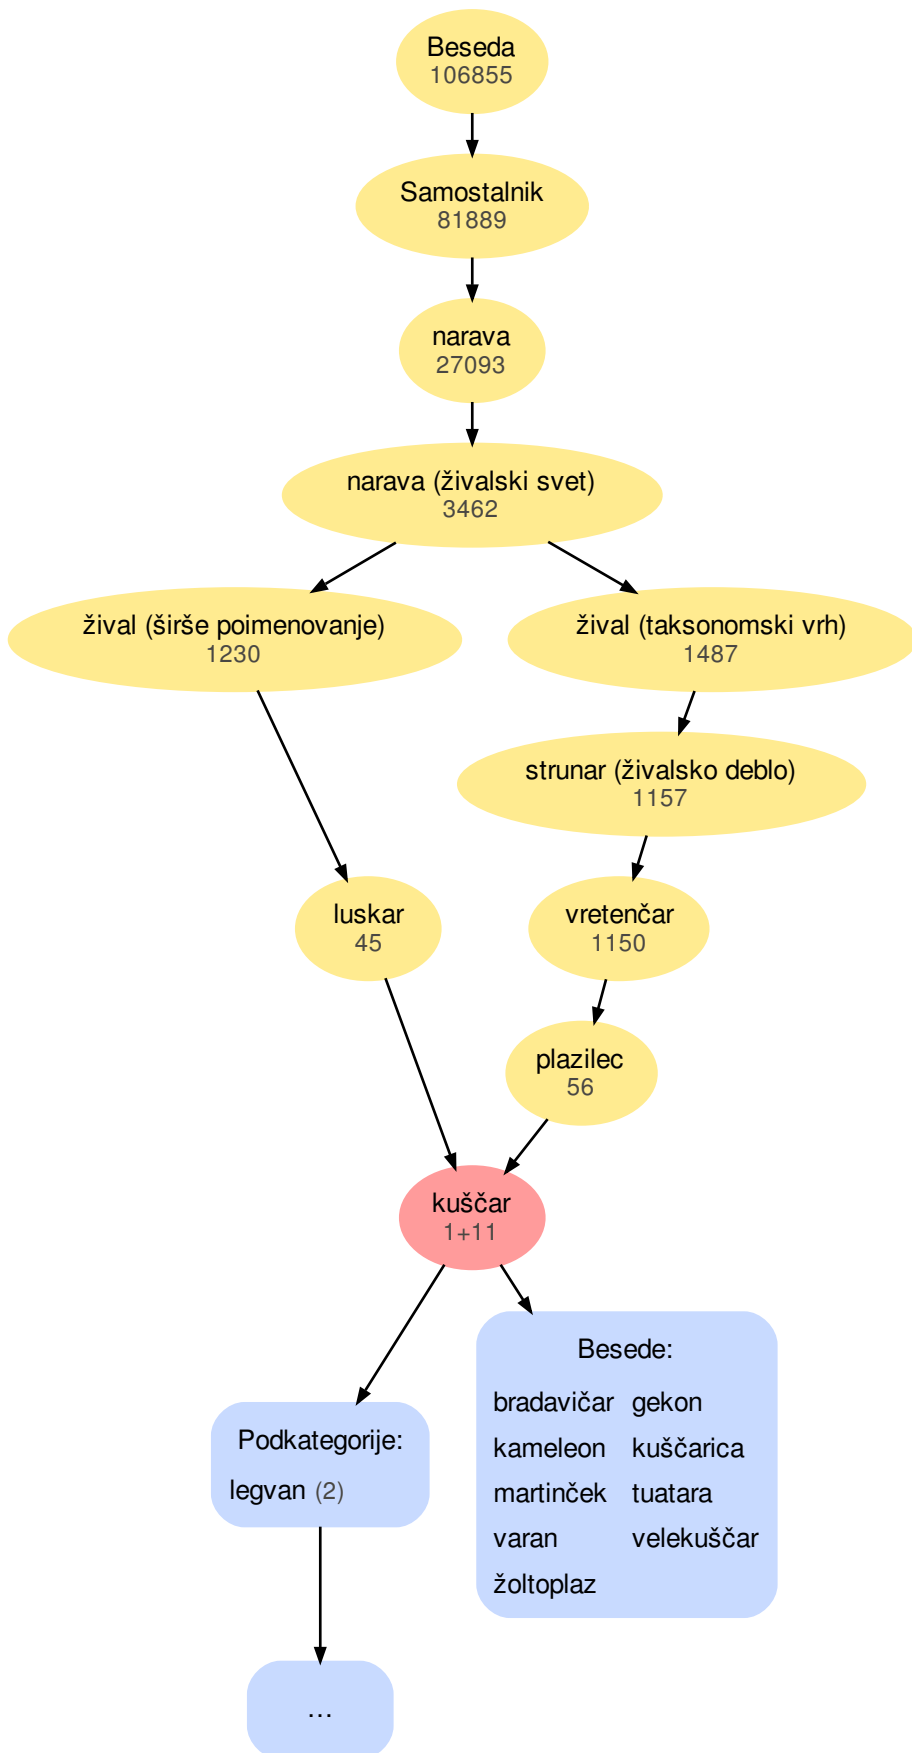 Beseda
106855
Samostalnik
81889
narava
27093
narava (živalski svet)
3462
žival (širše poimenovanje)
1230
žival (taksonomski vrh)
1487
strunar (živalsko deblo)
1157
luskar
45
vretenčar
1150
plazilec
56
kuščar
1+11
Besede:
bradavičar gekon
kameleon kuščarica
martinček tuatara
varan velekuščar
žoltoplaz
Podkategorije:
legvan (2)
…